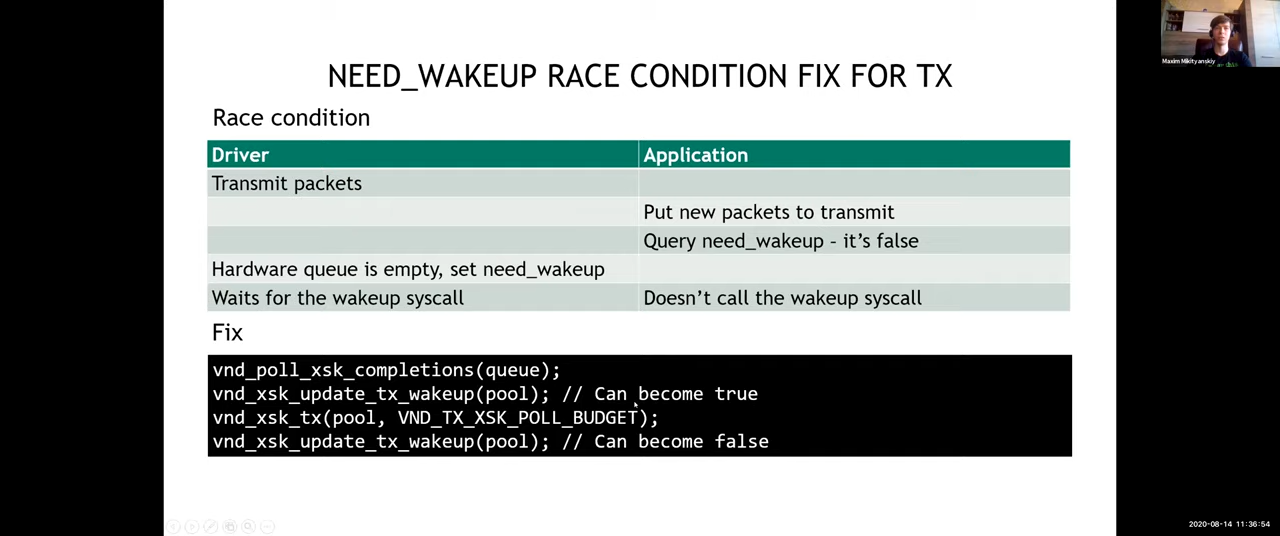 Maxim Mikityanskiy
NEED_WAKEUP RACE CONDITION FIX FOR TX
Race condition
Driver Application
Transmit packets
Put new packets to transmit
Query need_wakeup – it’s false
Hardware queue is empty, set need_wakeup
Waits for the wakeup syscall Doesn’t call the wakeup syscall
Fix
vnd_poll_xsk_completions(queue);
vnd_xsk_update_tx_wakeup(pool); // Can become true
vnd_xsk_tx(pool, VND_TX_XSK_POLL_BUDGET);
vnd_xsk_update_tx_wakeup(pool); // Can become false
2020-08-14 11:36:54